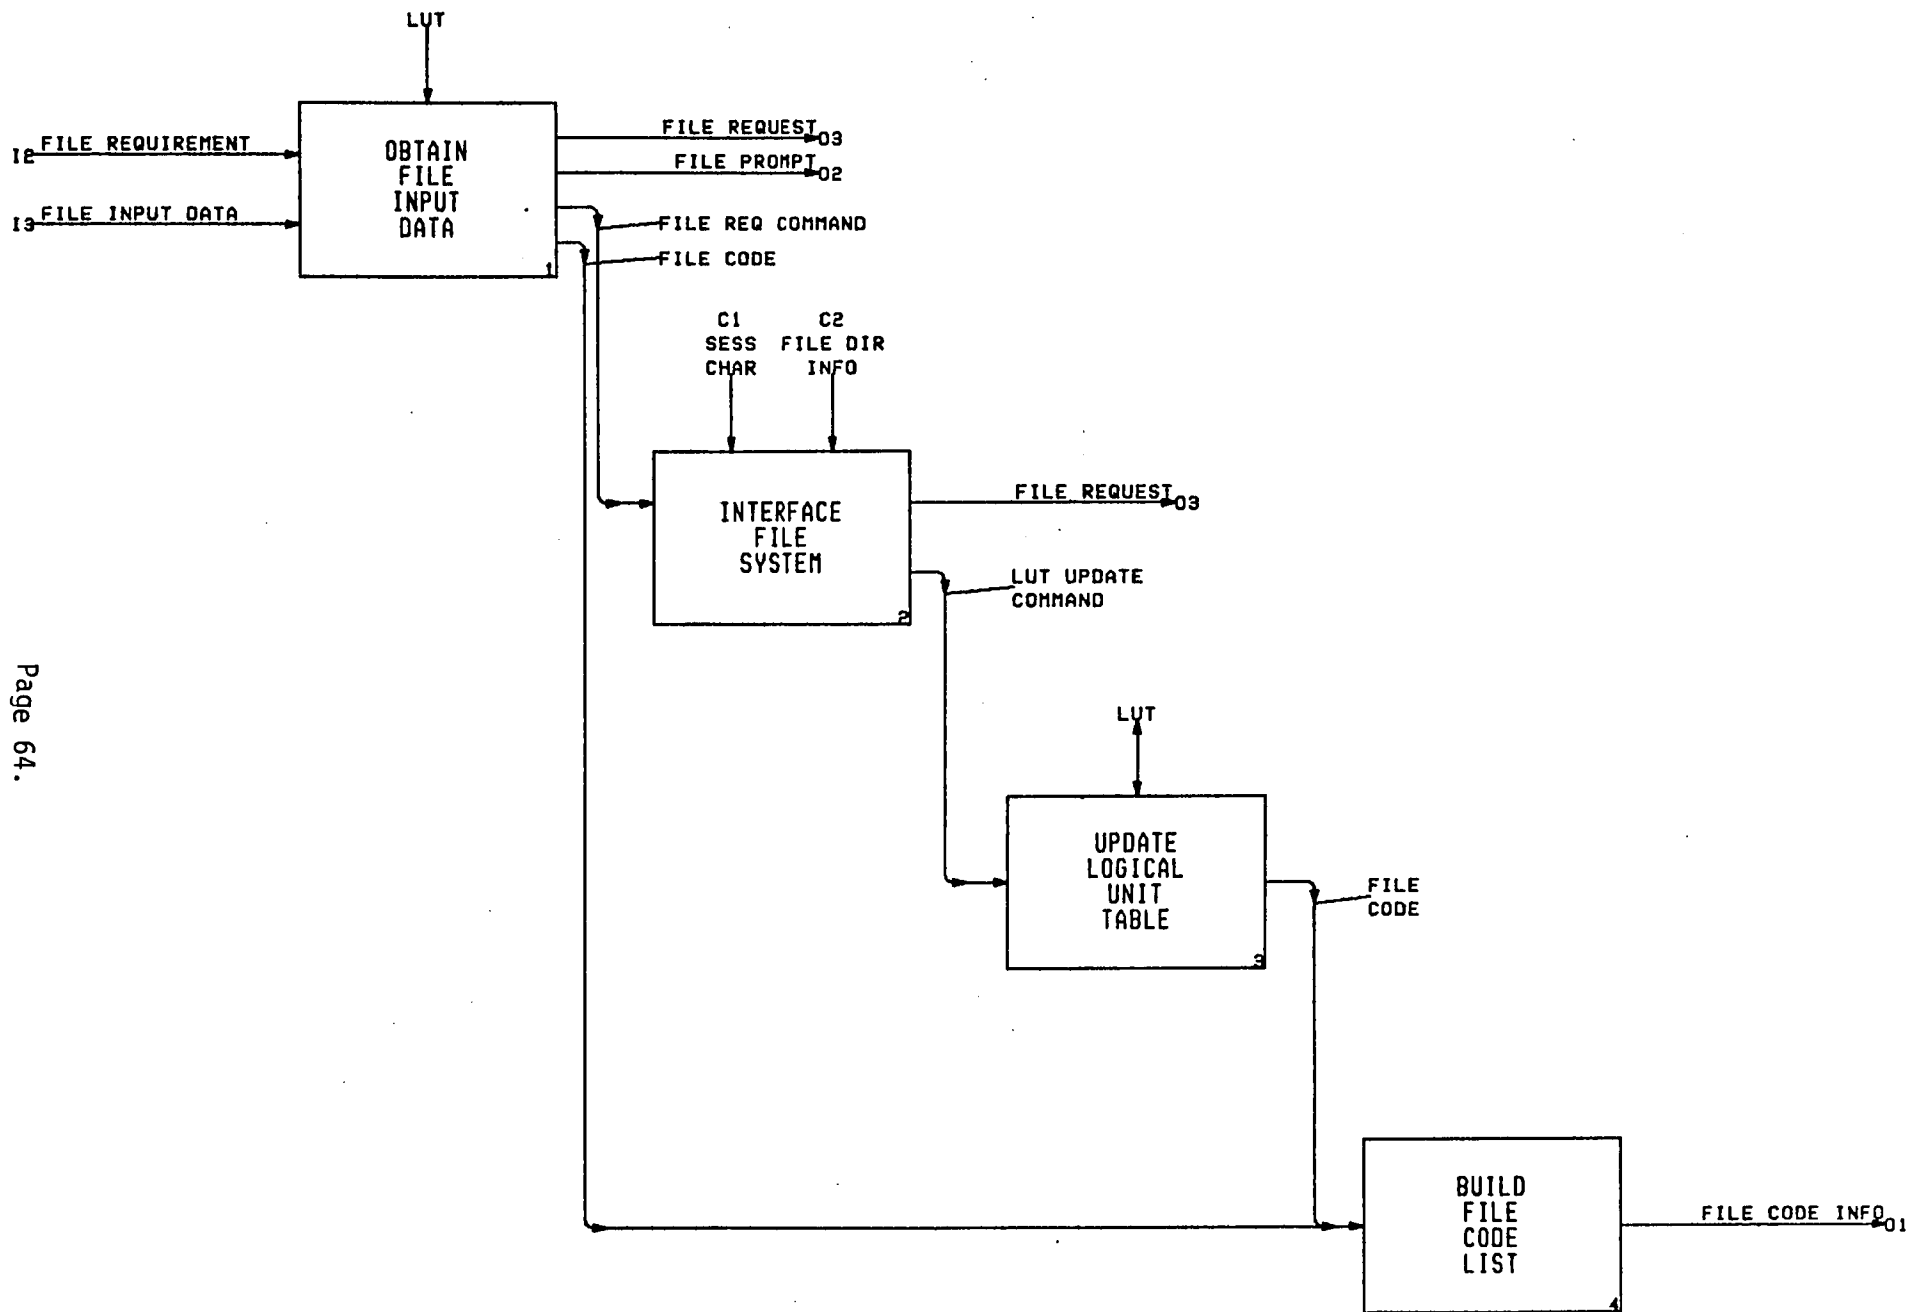 LUT
I2 FILE REQUIREMENT
I3 FILE INPUT DATA
OBTAIN
FILE
INPUT
DATA
1
FILE REQUEST O3
FILE PROMPT O2
FILE REQ COMMAND
FILE CODE
C1
SESS
CHAR
C2
FILE DIR
INFO
INTERFACE
FILE
SYSTEM
2
FILE REQUEST O3
LUT UPDATE
COMMAND
Page 64.
LUT
UPDATE
LOGICAL
UNIT
TABLE
3
FILE
CODE
BUILD
FILE
CODE
LIST
4
FILE CODE INFO O1